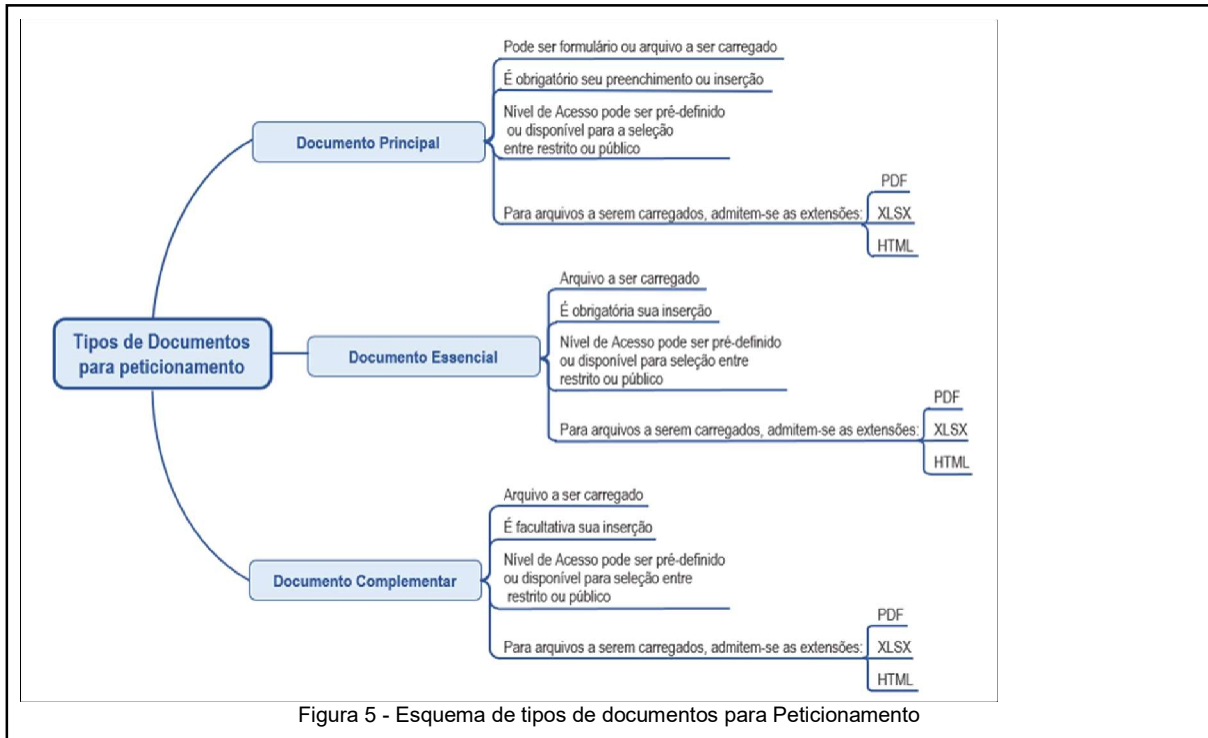 Pode ser formulário ou arquivo a ser carregado
É obrigatório seu preenchimento ou inserção
Nível de Acesso pode ser pré-definido
ou disponível para a seleção
entre restrito ou público
Documento Principal
Para arquivos a serem carregados, admitem-se as extensões:
PDF
XLSX
HTML
Tipos de Documentos
para peticionamento
Arquivo a ser carregado
É obrigatória sua inserção
Nível de Acesso pode ser pré-definido
ou disponível para seleção entre
restrito ou público
Documento Essencial
Para arquivos a serem carregados, admitem-se as extensões:
PDF
XLSX
HTML
Arquivo a ser carregado
É facultativa sua inserção
Nível de Acesso pode ser pré-definido
ou disponível para seleção entre
restrito ou público
Documento Complementar
Para arquivos a serem carregados, admitem-se as extensões:
PDF
XLSX
HTML
Figura 5 - Esquema de tipos de documentos para Peticionamento